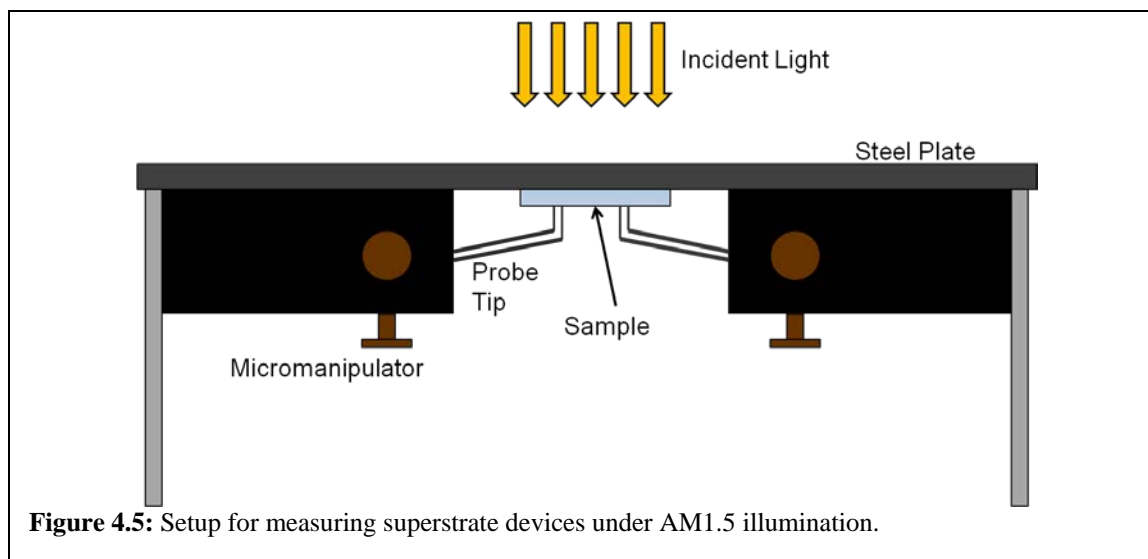 Incident Light
Steel Plate
Probe
Tip
Sample
Micromanipulator
Figure 4.5: Setup for measuring superstrate devices under AM1.5 illumination.